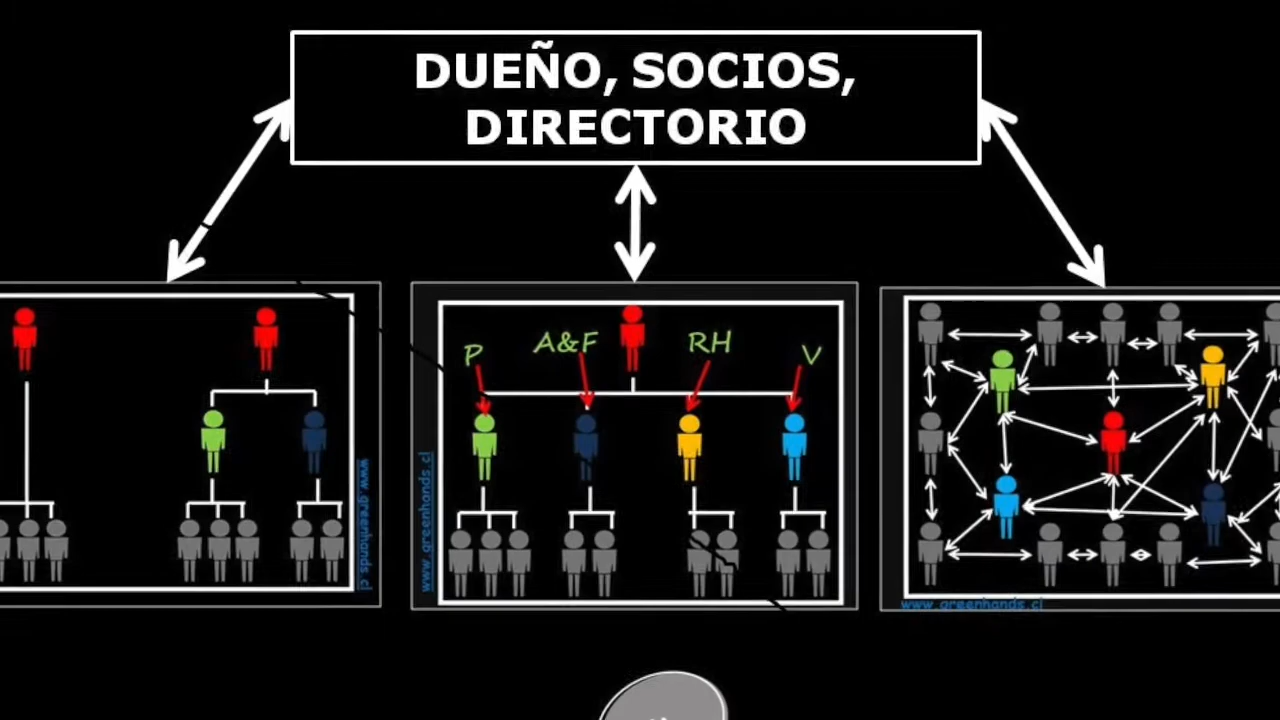 DUEÑO, SOCIOS,
DIRECTORIO
P
A&F
RH
V
www.greenhands.cl
www.greenhands.cl
www.greenhands.cl